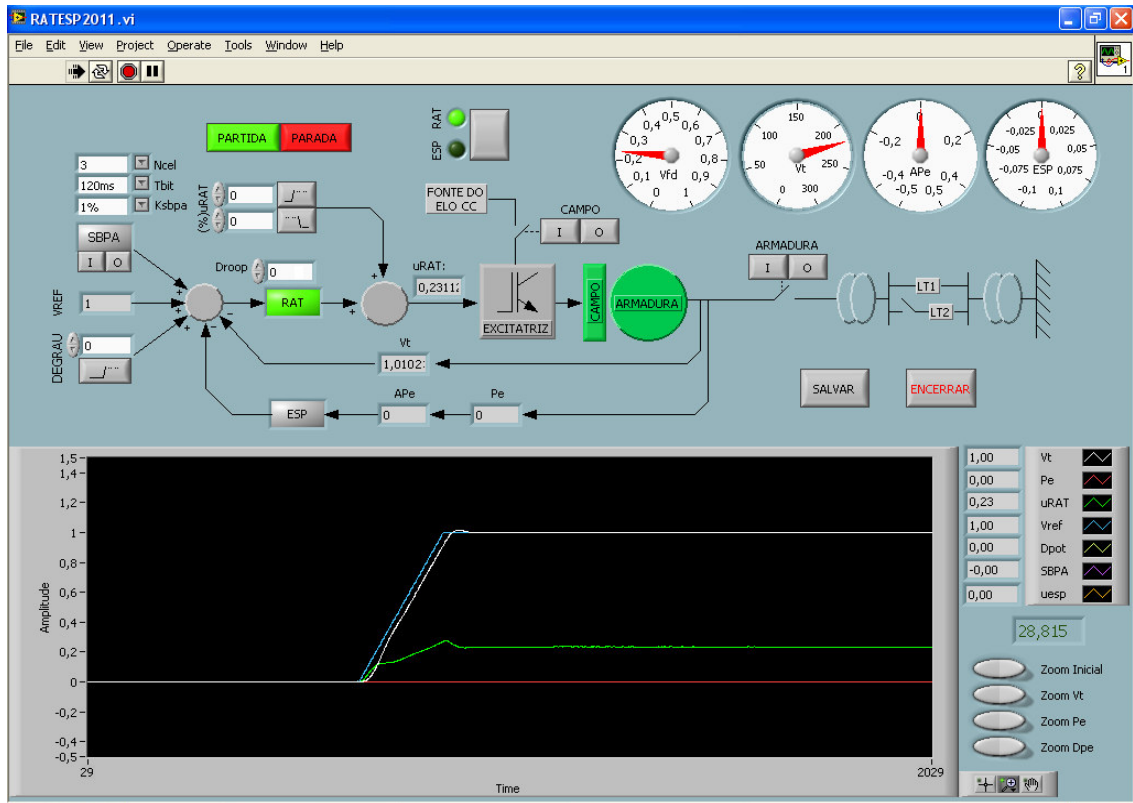 RATESP2011.vi
File Edit View Project Operate Tools Window Help
1
PARTIDA PARADA
RAT
ESP
3 Ncel
120ms Tbit
1% Ksbpa
(%)uRAT
0
0
FONTE DO
ELO CC
CAMPO
I O
SBPA
I O
Droop 0
uRAT:
0,23112
VREF
1
RAT
EXCITATRIZ
CAMPO
ARMADURA
ARMADURA
I O
LT1
LT2
DEGRAU
0
Vt
1,0102
APe
Pe
ESP
0
0
SALVAR
ENCERRAR
0 0,1 0,2 0,3 0,4 0,5 0,6 0,7 0,8 0,9 1
Vfd
0 50 100 150 200 250 300
Vt
-0,5 -0,4 -0,2 0 0,2 0,4 0,5
APe
-0,1 -0,075 -0,05 -0,025 0 0,025 0,05 0,075 0,1
ESP
1,5
1,4
1,2
1
0,8
0,6
0,4
0,2
0
-0,2
-0,4
-0,5
Amplitude
29
2029
Time
1,00 Vt
0,00 Pe
0,23 uRAT
1,00 Vref
0,00 Dpot
-0,00 SBPA
0,00 uesp
28,815
Zoom Inicial
Zoom Vt
Zoom Pe
Zoom Dpe